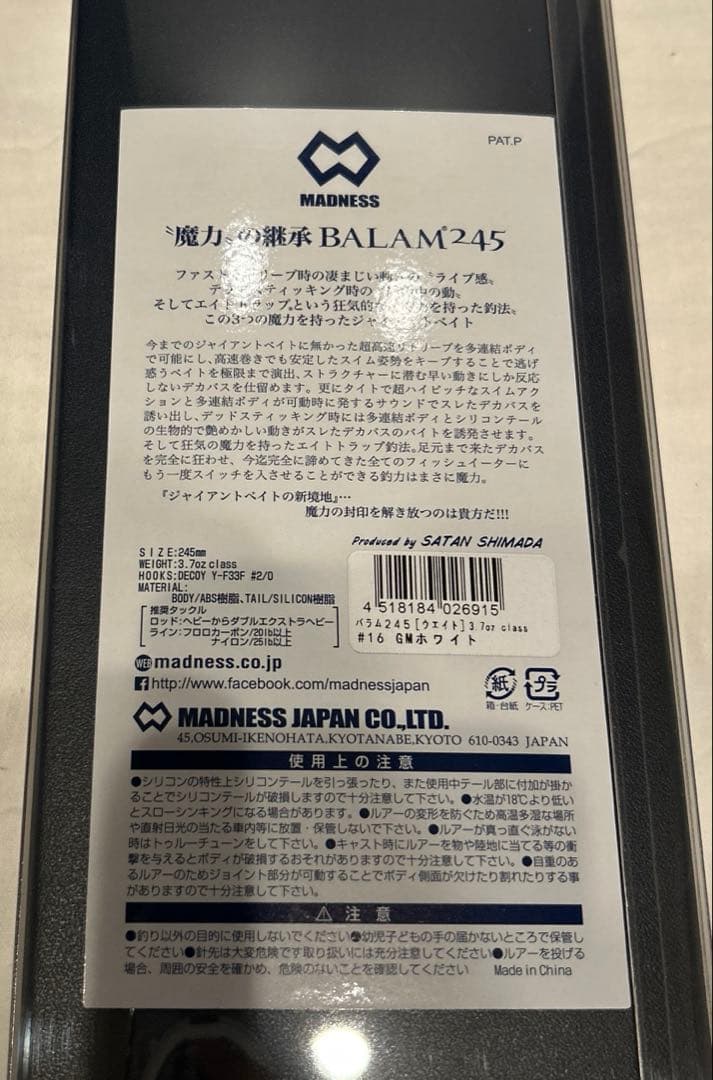 PAT.P
MADNESS
〝魔力〟の継承 BALAM®245
ファストリトリーブ時の凄まじい ライブ感〟
デッドスティッキング時の 中の動〟
そしてエイトトラップ®という狂気的な 力を持った釣法〟
この3つの魔力を持ったジャイアントベイト
今までのジャイアントベイトに無かった超高速リトリーブを多連結ボディ
で可能にし、高速巻きでも安定したスイム姿勢をキープすることで逃げ
惑うベイトを極限まで演出、ストラクチャーに潜む早い動きにしか反応
しないデカバスを仕留めます。更にタイトで超ハイピッチなスイムアク
ションと多連結ボディが可動時に発するサウンドでスレたデカバスを
誘い出し、デッドスティッキング時には多連結ボディとシリコンテール
の生物的で艶めかしい動きがスレたデカバスのバイトを誘発させます。
そして狂気の魔力を持ったエイトトラップ釣法。足元まで来たデカバス
を完全に狂わせ、今迄完全に諦めてきた全てのフィッシュイーターに
もう一度スイッチを入させることができる釣力はまさに魔力。
『ジャイアントベイトの新境地』…
魔力の封印を解き放つのは貴方だ!!!
Produced by SATAN SHIMADA
SIZE:245mm
WEIGHT:3.7oz class
HOOKS:DECOY Y-F33F #2/0
MATERIAL:
BODY/ABS樹脂、TAIL/SILICON樹脂
推奨タックル
ロッド:ヘビーからダブルエクストラヘビー
ライン:フロロカーボン/20lb以上
ナイロン/25lb以上
4 518184 026915
バラム245[ウエイト]3.7oz class
#16 GMホワイト
WEB madness.co.jp
http://www.facebook.com/madnessjapan
紙 プラ
箱・台紙 ケース:PET
MADNESS JAPAN CO.,LTD.
45,OSUMI-IKENOHATA,KYOTANABE,KYOTO 610-0343 JAPAN
使用上の注意
●シリコンの特性上シリコンテールを引っ張ったり、また使用中テール部に付加が掛か
ることでシリコンテールが破損しますので十分注意して下さい。●水温が18℃より低い
とスローシンキングになる場合があります。●ルアーの変形を防ぐため高温多湿な場所
や直射日光の当たる車内等に放置・保管しないで下さい。●ルアーが真っ直ぐ泳がない
時はトゥルーチューンをして下さい。●キャスト時にルアーを物や陸地に当てる等の衝
撃を与えるとボディが破損するおそれがありますので十分注意して下さい。●自重のあ
るルアーのためジョイント部分が可動することでボディ側面が欠けたり割れたりする事
がありますので十分注意して下さい。
⚠ 注意
●釣り以外の目的に使用しないでください●幼児子どもの手の届かないところで保管し
てください●針先は大変危険です取り扱いには充分注意してください●ルアーを投げる
場合、周囲の安全を確かめ、危険のないことを確認してください Made in China